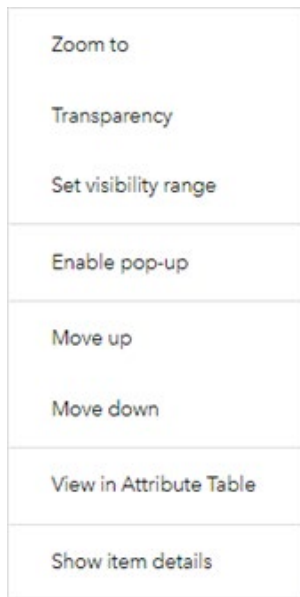 Zoom to
Transparency
Set visibility range
Enable pop-up
Move up
Move down
View in Attribute Table
Show item details